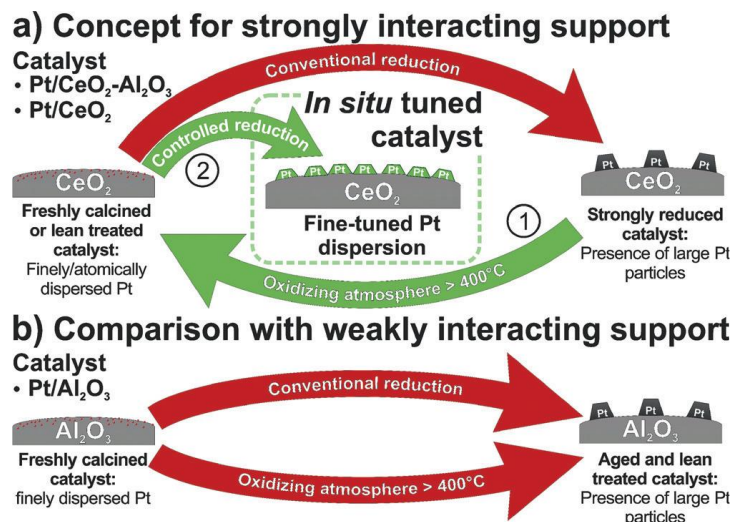 a) Concept for strongly interacting support
Catalyst
• Pt/CeO₂-Al₂O₃
• Pt/CeO₂
Conventional reduction
Controlled reduction
In situ tuned
catalyst
②
Pt Pt Pt Pt Pt Pt Pt
CeO₂
Fine-tuned Pt
dispersion
CeO₂
Freshly calcined
or lean treated
catalyst:
Finely/atomically
dispersed Pt
①
Pt Pt Pt
CeO₂
Strongly reduced
catalyst:
Presence of large Pt
particles
Oxidizing atmosphere > 400°C
b) Comparison with weakly interacting support
Catalyst
• Pt/Al₂O₃
Conventional reduction
Al₂O₃
Freshly calcined
catalyst:
finely dispersed Pt
Pt Pt Pt
Al₂O₃
Aged and lean
treated catalyst:
Presence of large Pt
particles
Oxidizing atmosphere > 400°C